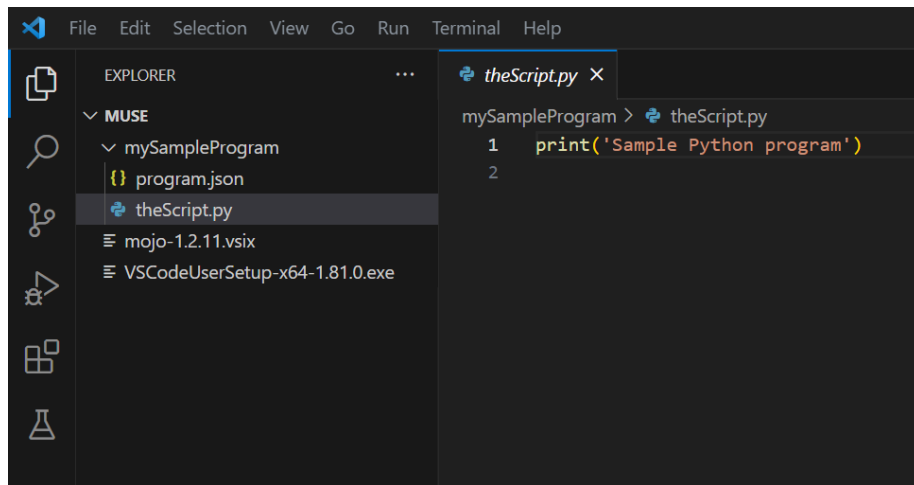 File Edit Selection View Go Run Terminal Help
EXPLORER
MUSE
mySampleProgram
{} program.json
theScript.py
mojo-1.2.11.vsix
VSCodeUserSetup-x64-1.81.0.exe
theScript.py
mySampleProgram > theScript.py
1 print('Sample Python program')
2